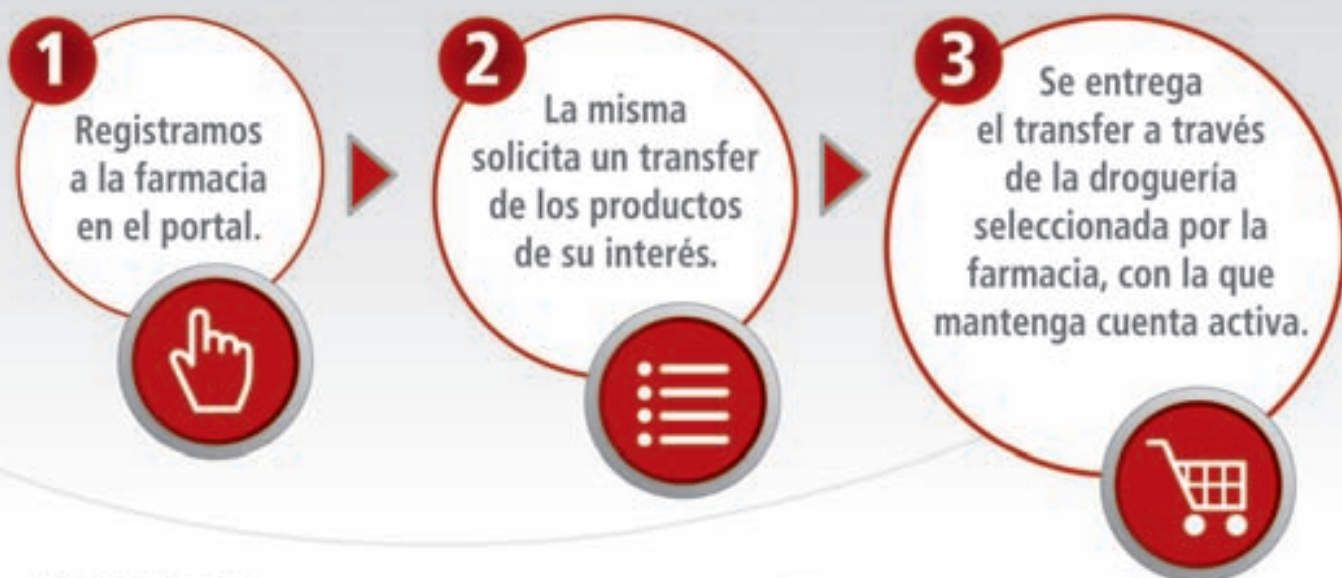 1
Registramos
a la farmacia
en el portal.
2
La misma
solicita un transfer
de los productos
de su interés.
3
Se entrega
el transfer a través
de la droguería
seleccionada por la
farmacia, con la que
mantenga cuenta activa.